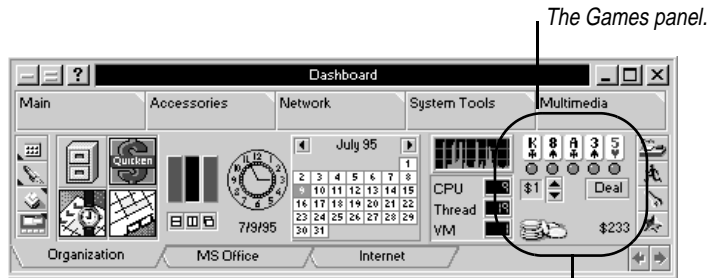 The Games panel.
?
Dashboard
Main Accessories Network System Tools Multimedia
Quicken
July 95
1
2 3 4 5 6 7 8
9 10 11 12 13 14 15
16 17 18 19 20 21 22
23 24 25 26 27 28 29
30 31
7/9/95
CPU
Thread
VM
K 8 A 3 5
$1 Deal
$233
Organization MS Office Internet